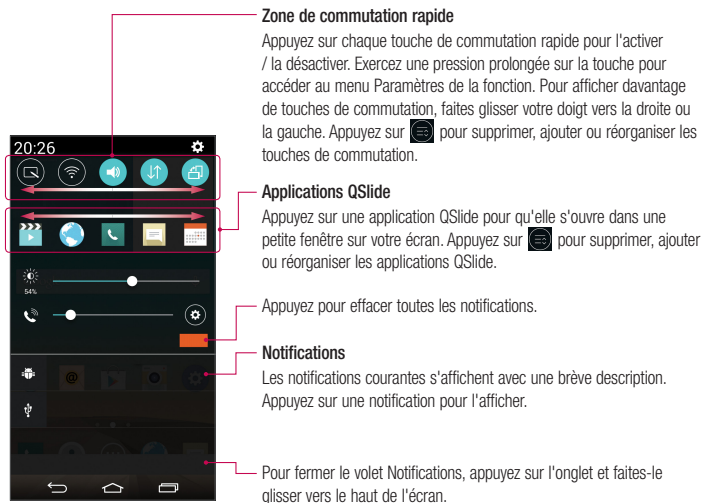 Zone de commutation rapide
Appuyez sur chaque touche de commutation rapide pour l'activer
/ la désactiver. Exercez une pression prolongée sur la touche pour
accéder au menu Paramètres de la fonction. Pour afficher davantage
de touches de commutation, faites glisser votre doigt vers la droite ou
la gauche. Appuyez sur pour supprimer, ajouter ou réorganiser les
touches de commutation.
20:26
Applications QSlide
Appuyez sur une application QSlide pour qu'elle s'ouvre dans une
petite fenêtre sur votre écran. Appuyez sur pour supprimer, ajouter
ou réorganiser les applications QSlide.
54%
Appuyez pour effacer toutes les notifications.
Notifications
Les notifications courantes s'affichent avec une brève description.
Appuyez sur une notification pour l'afficher.
Pour fermer le volet Notifications, appuyez sur l'onglet et faites-le
glisser vers le haut de l'écran.